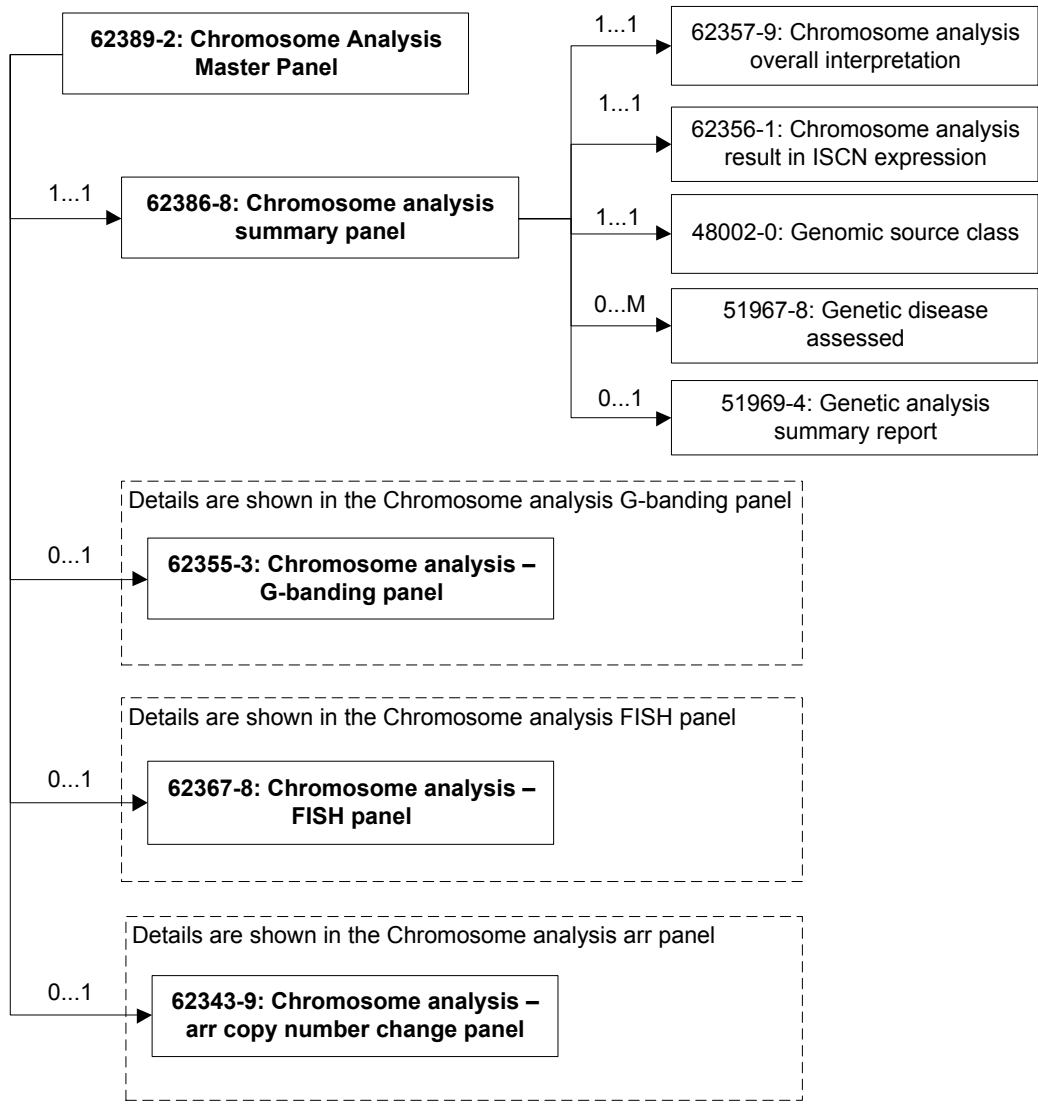 62389-2: Chromosome Analysis
Master Panel
1...1
62357-9: Chromosome analysis
overall interpretation
1...1
62356-1: Chromosome analysis
result in ISCN expression
1...1
62386-8: Chromosome analysis
summary panel
1...1
48002-0: Genomic source class
0...M
51967-8: Genetic disease
assessed
0...1
51969-4: Genetic analysis
summary report
Details are shown in the Chromosome analysis G-banding panel
0...1
62355-3: Chromosome analysis –
G-banding panel
Details are shown in the Chromosome analysis FISH panel
0...1
62367-8: Chromosome analysis –
FISH panel
Details are shown in the Chromosome analysis arr panel
0...1
62343-9: Chromosome analysis –
arr copy number change panel